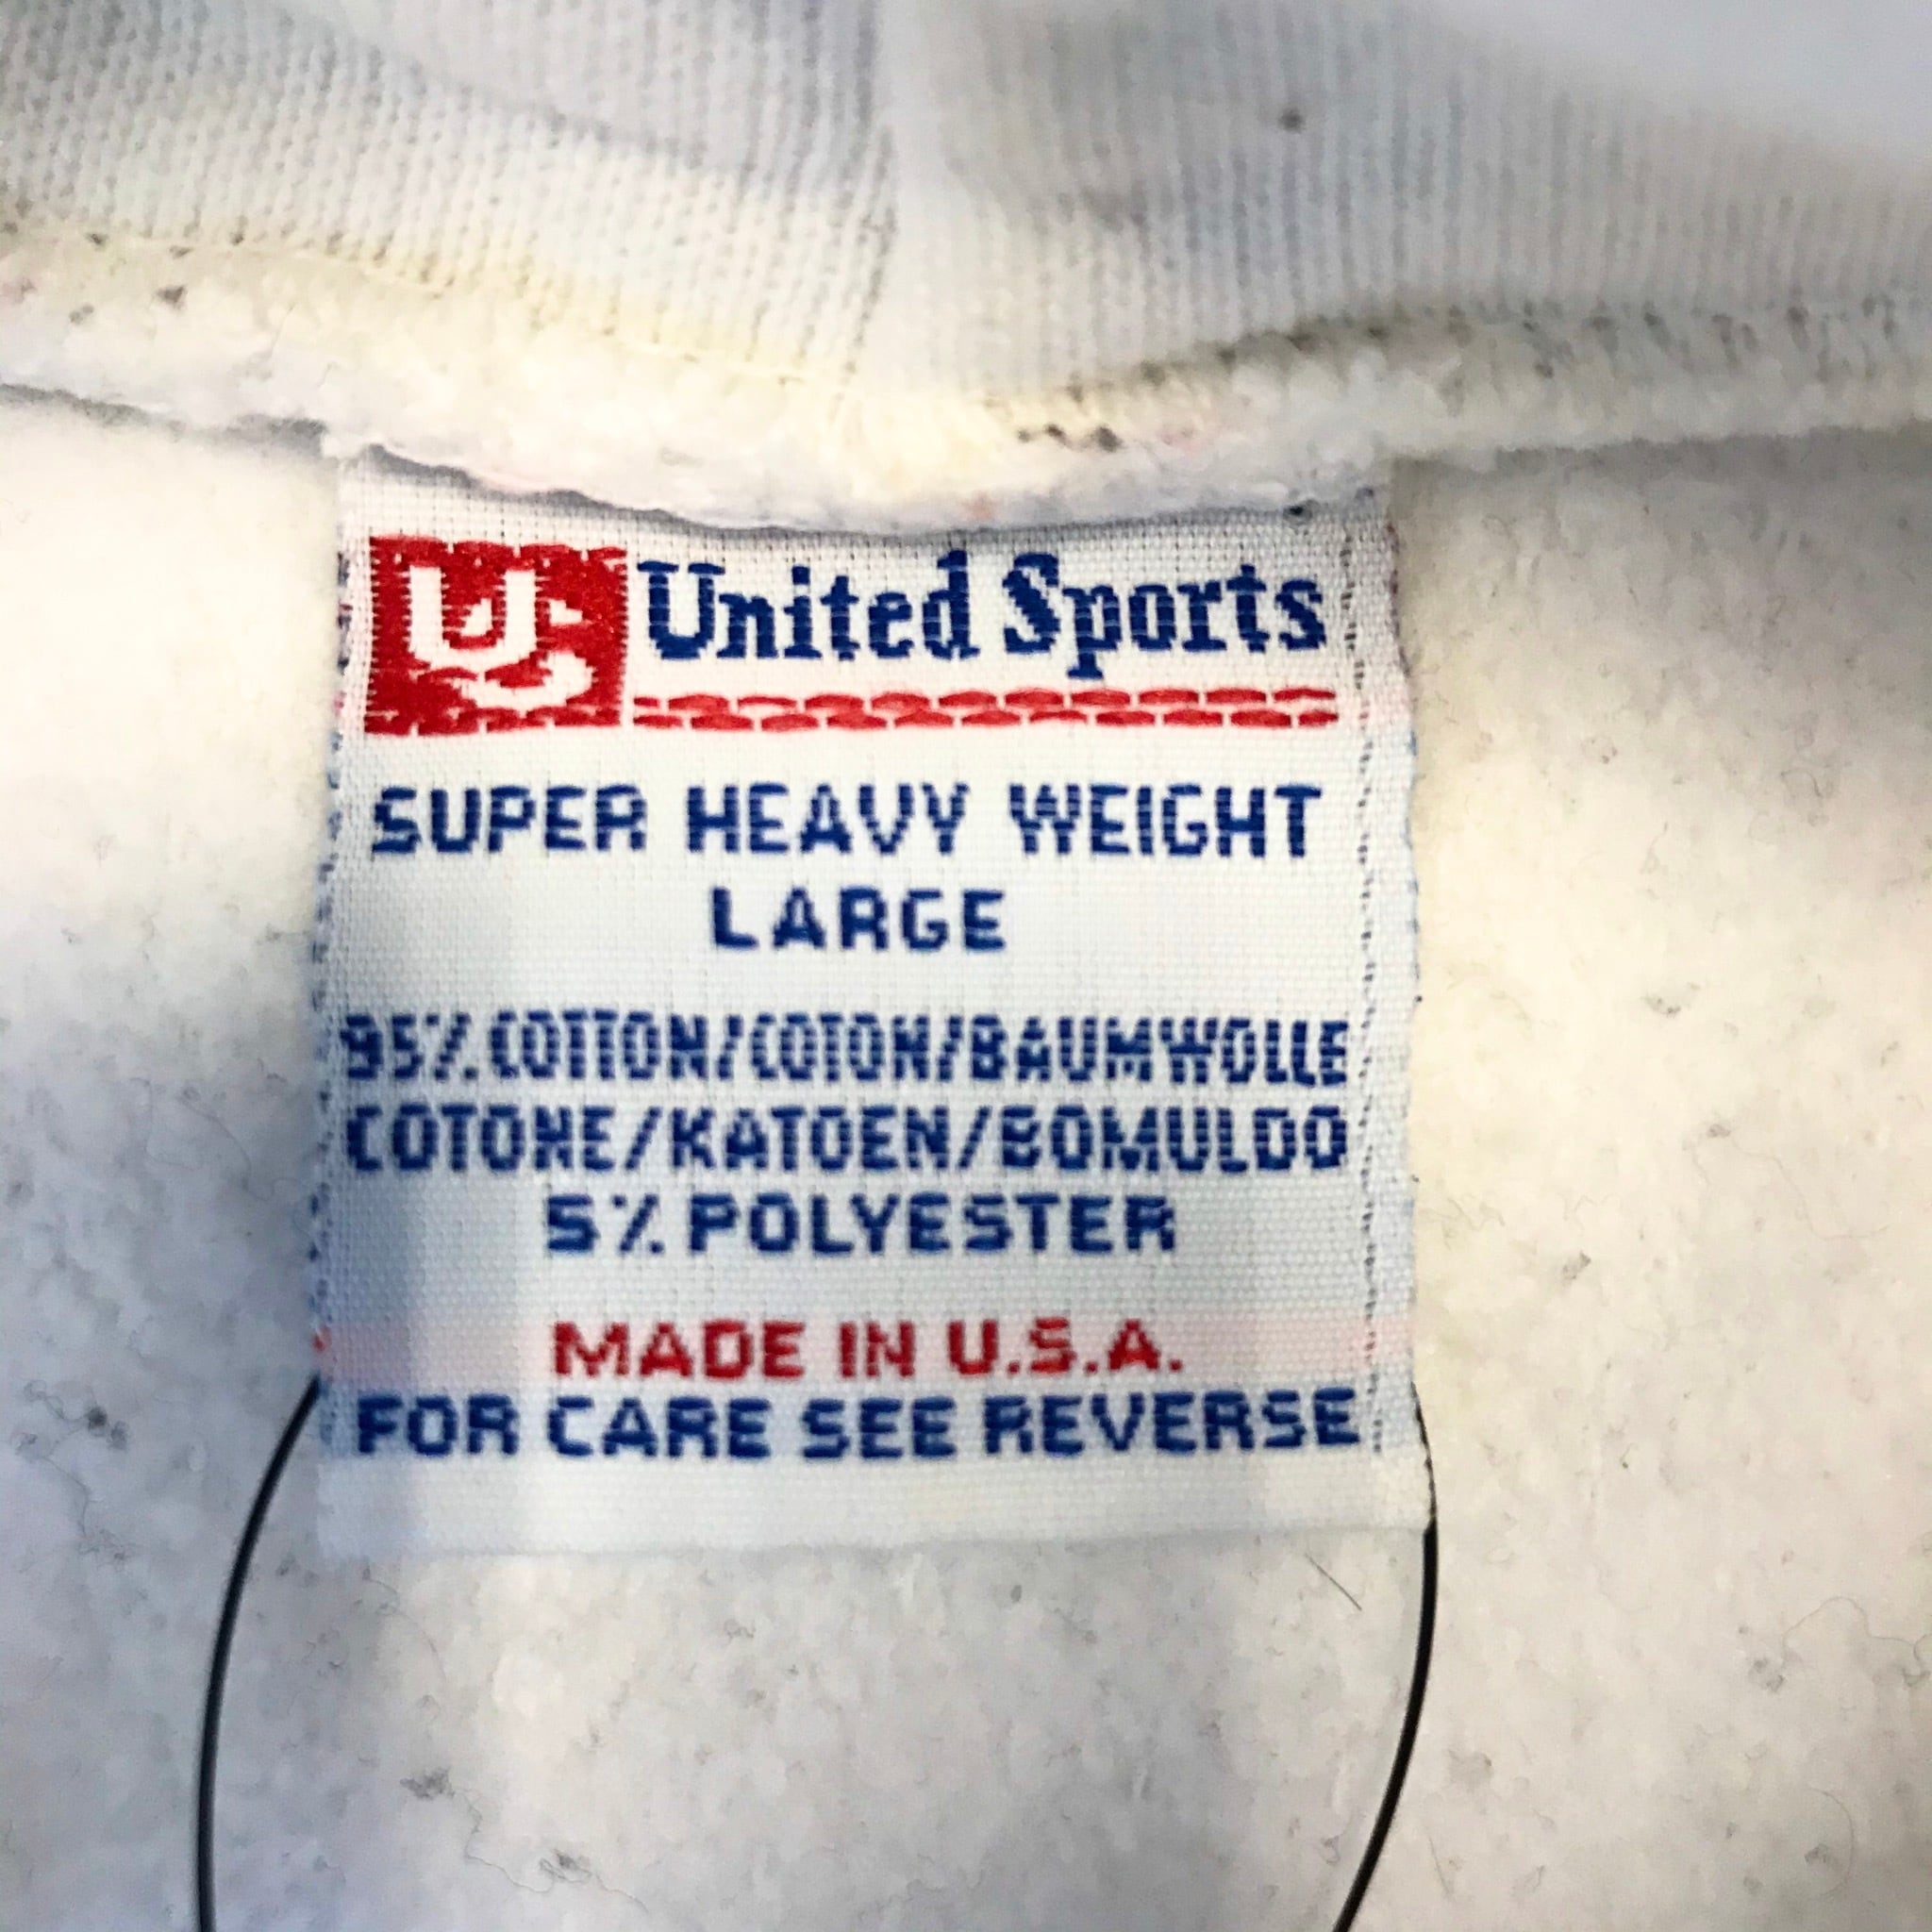 US United Sports
SUPER HEAVY WEIGHT
LARGE
95% COTTON/COTON/BAUMWOLLE
COTONE/KATOEN/BOMULDO
5% POLYESTER
MADE IN U.S.A.
FOR CARE SEE REVERSE